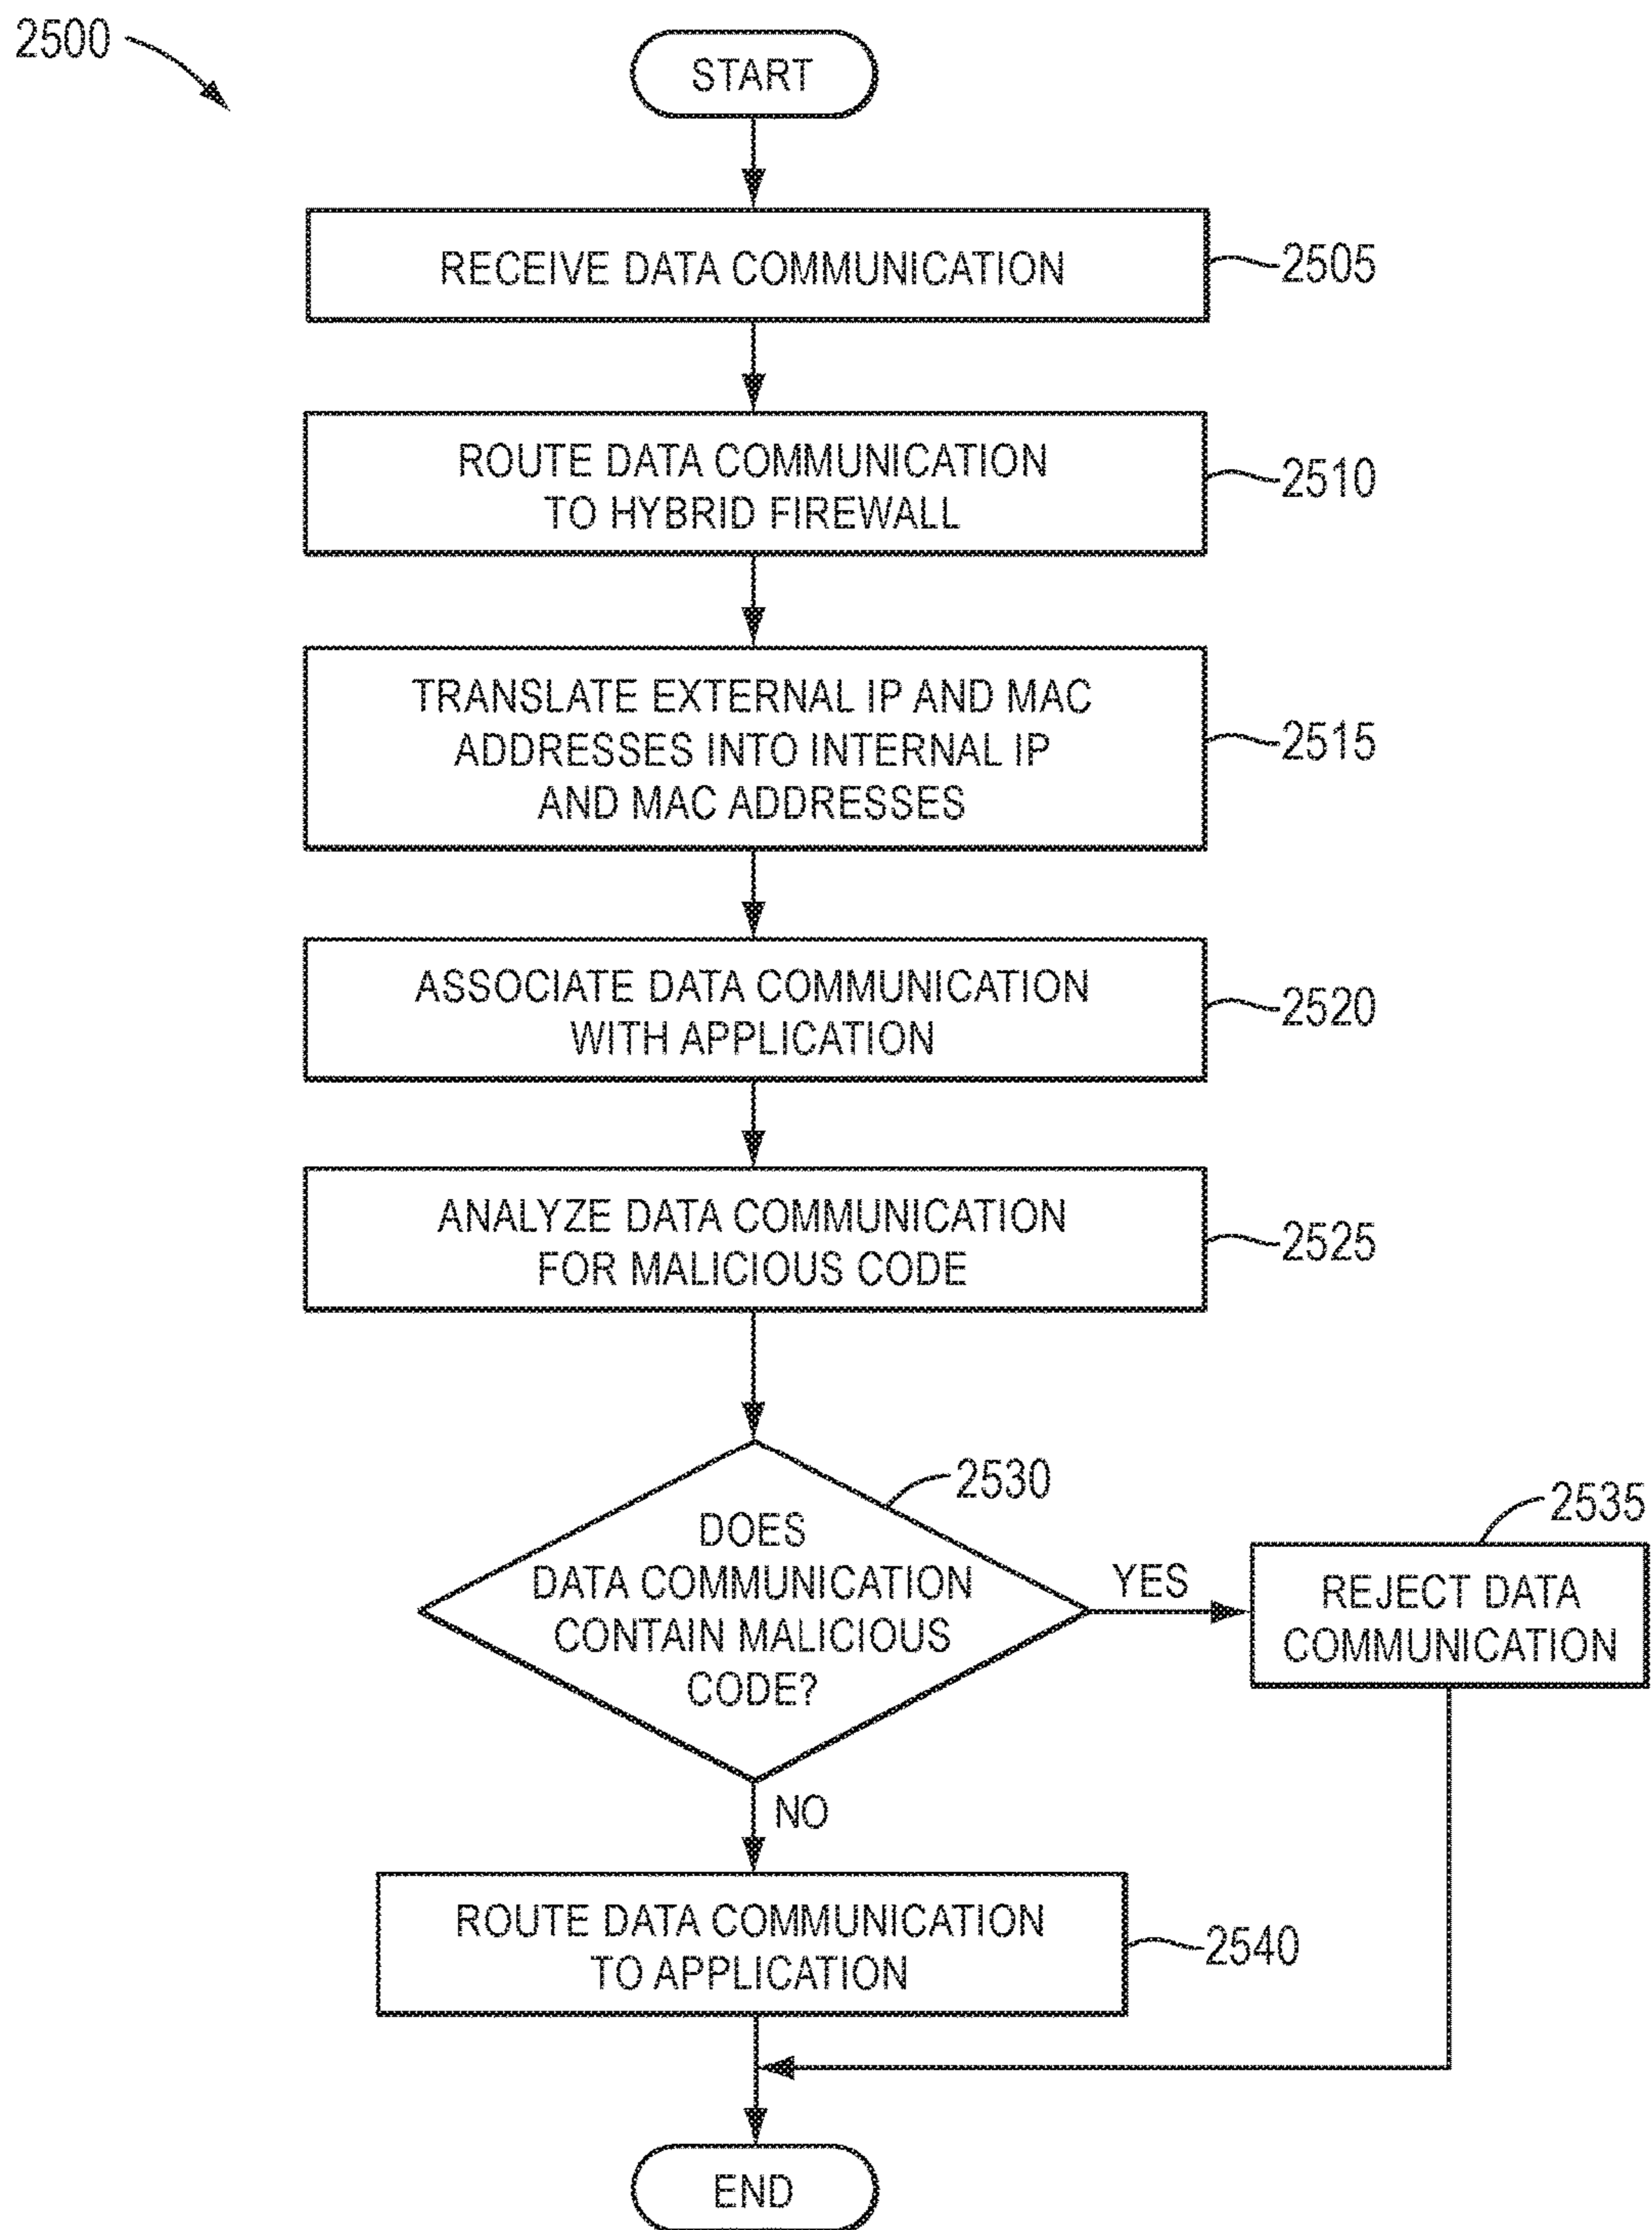 2500
START
RECEIVE DATA COMMUNICATION
2505
ROUTE DATA COMMUNICATION
TO HYBRID FIREWALL
2510
TRANSLATE EXTERNAL IP AND MAC
ADDRESSES INTO INTERNAL IP
AND MAC ADDRESSES
2515
ASSOCIATE DATA COMMUNICATION
WITH APPLICATION
2520
ANALYZE DATA COMMUNICATION
FOR MALICIOUS CODE
2525
2530
DOES
DATA COMMUNICATION
CONTAIN MALICIOUS
CODE?
YES
2535
REJECT DATA
COMMUNICATION
NO
ROUTE DATA COMMUNICATION
TO APPLICATION
2540
END